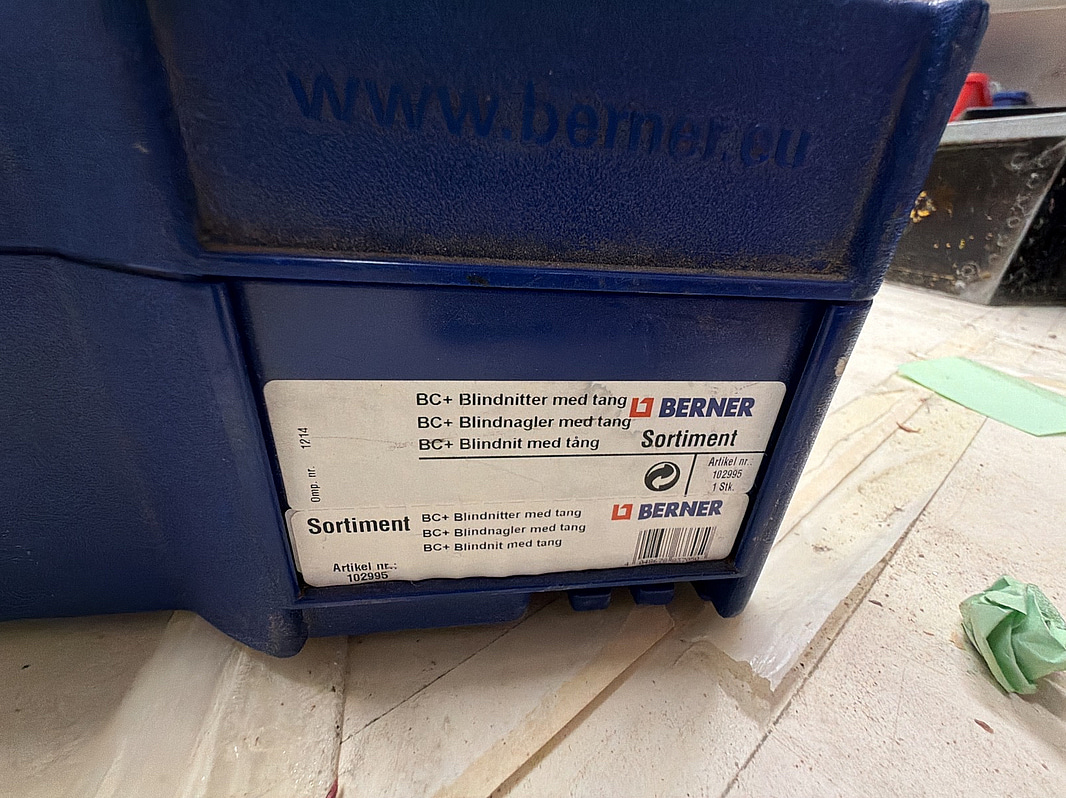 www.berner.eu
BC+ Blindnitter med tang
BC+ Blindnagler med tang
BC+ Blindnit med tång
BERNER
Sortiment
Omp. nr. 1214
Artikel nr.:
102995
1 Stk.
Sortiment
BC+ Blindnitter med tang
BC+ Blindnagler med tang
BC+ Blindnit med tang
BERNER
Artikel nr.:
102995